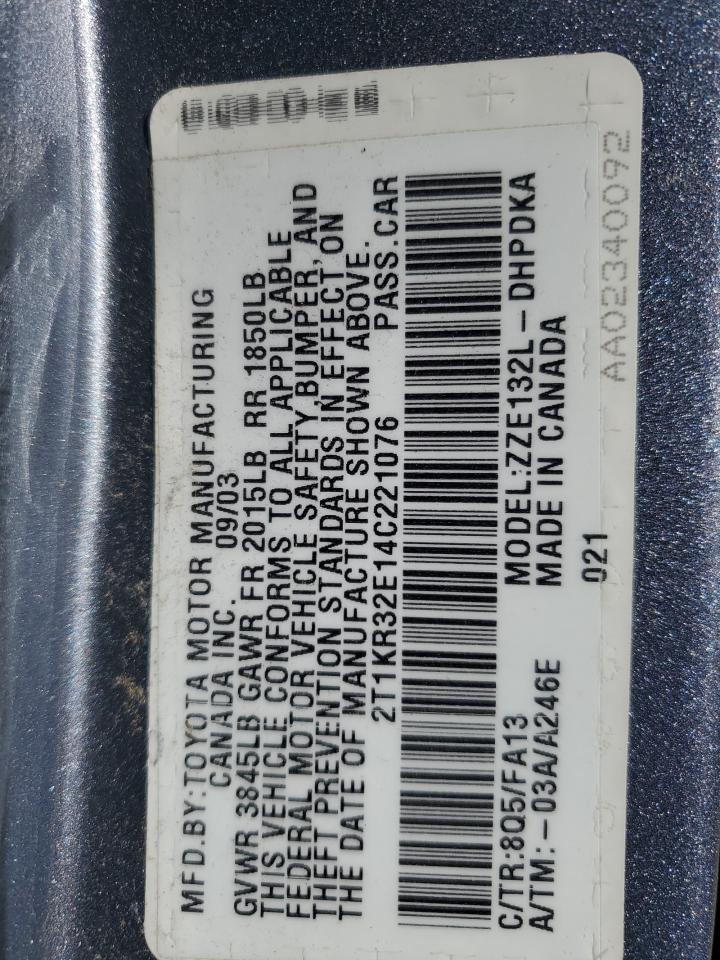 MFD.BY:TOYOTA MOTOR MANUFACTURING
CANADA INC. 09/03
GVWR 3845LB GAWR FR 2015LB RR 1850LB
THIS VEHICLE CONFORMS TO ALL APPLICABLE
FEDERAL MOTOR VEHICLE SAFETY,BUMPER, AND
THEFT PREVENTION STANDARDS IN EFFECT ON
THE DATE OF MANUFACTURE SHOWN ABOVE.
2T1KR32E14C221076 PASS.CAR
C/TR:8Q5/FA13 MODEL:ZZE132L-DHPDKA
A/TM:-03A/A246E MADE IN CANADA
021
AA02340092